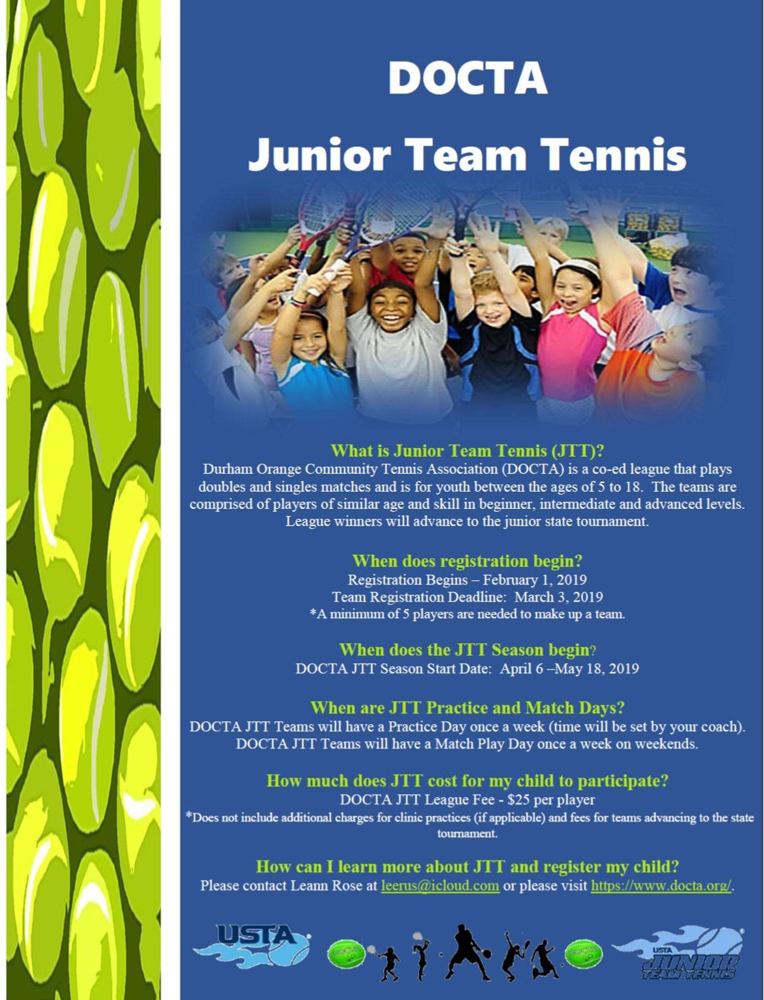 DOCTA
Junior Team Tennis
What is Junior Team Tennis (JTT)?
Durham Orange Community Tennis Association (DOCTA) is a co-ed league that plays
doubles and singles matches and is for youth between the ages of 5 to 18.  The teams are
comprised of players of similar age and skill in beginner, intermediate and advanced levels.
League winners will advance to the junior state tournament.
When does registration begin?
Registration Begins – February 1, 2019
Team Registration Deadline:  March 3, 2019
*A minimum of 5 players are needed to make up a team.
When does the JTT Season begin?
DOCTA JTT Season Start Date:  April 6 –May 18, 2019
When are JTT Practice and Match Days?
DOCTA JTT Teams will have a Practice Day once a week (time will be set by your coach).
DOCTA JTT Teams will have a Match Play Day once a week on weekends.
How much does JTT cost for my child to participate?
DOCTA JTT League Fee - $25 per player
*Does not include additional charges for clinic practices (if applicable) and fees for teams advancing to the state
tournament.
How can I learn more about JTT and register my child?
Please contact Leann Rose at leerus@icloud.com or please visit https://www.docta.org/.
USTA
DOCTA
DOCTA
USTA
JUNIOR
TEAM TENNIS